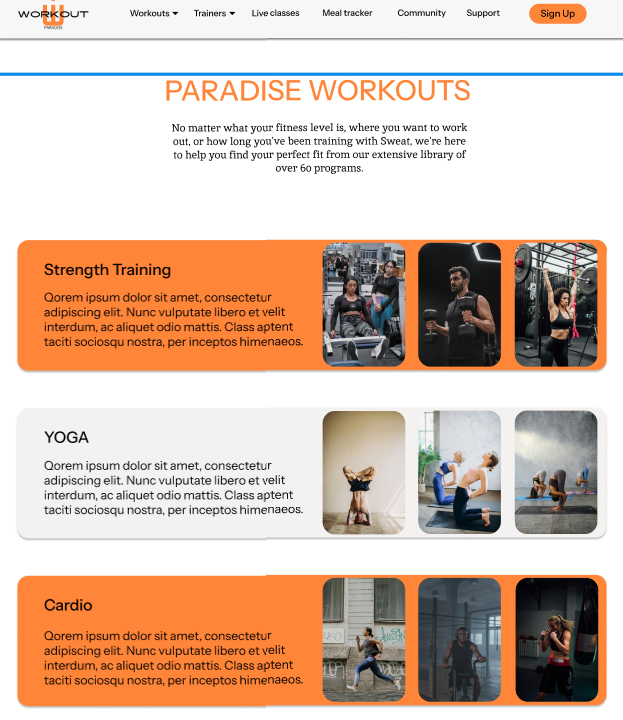 WORKOUT
PARADISE
Workouts Trainers Live classes Meal tracker Community Support Sign Up
PARADISE WORKOUTS
No matter what your fitness level is, where you want to work
out, or how long you've been training with Sweat, we're here
to help you find your perfect fit from our extensive library of
over 60 programs.
Strength Training
Qorem ipsum dolor sit amet, consectetur
adipiscing elit. Nunc vulputate libero et velit
interdum, ac aliquet odio mattis. Class aptent
taciti sociosqu nostra, per inceptos himenaeos.
YOGA
Qorem ipsum dolor sit amet, consectetur
adipiscing elit. Nunc vulputate libero et velit
interdum, ac aliquet odio mattis. Class aptent
taciti sociosqu nostra, per inceptos himenaeos.
Cardio
Qorem ipsum dolor sit amet, consectetur
adipiscing elit. Nunc vulputate libero et velit
interdum, ac aliquet odio mattis. Class aptent
taciti sociosqu nostra, per inceptos himenaeos.